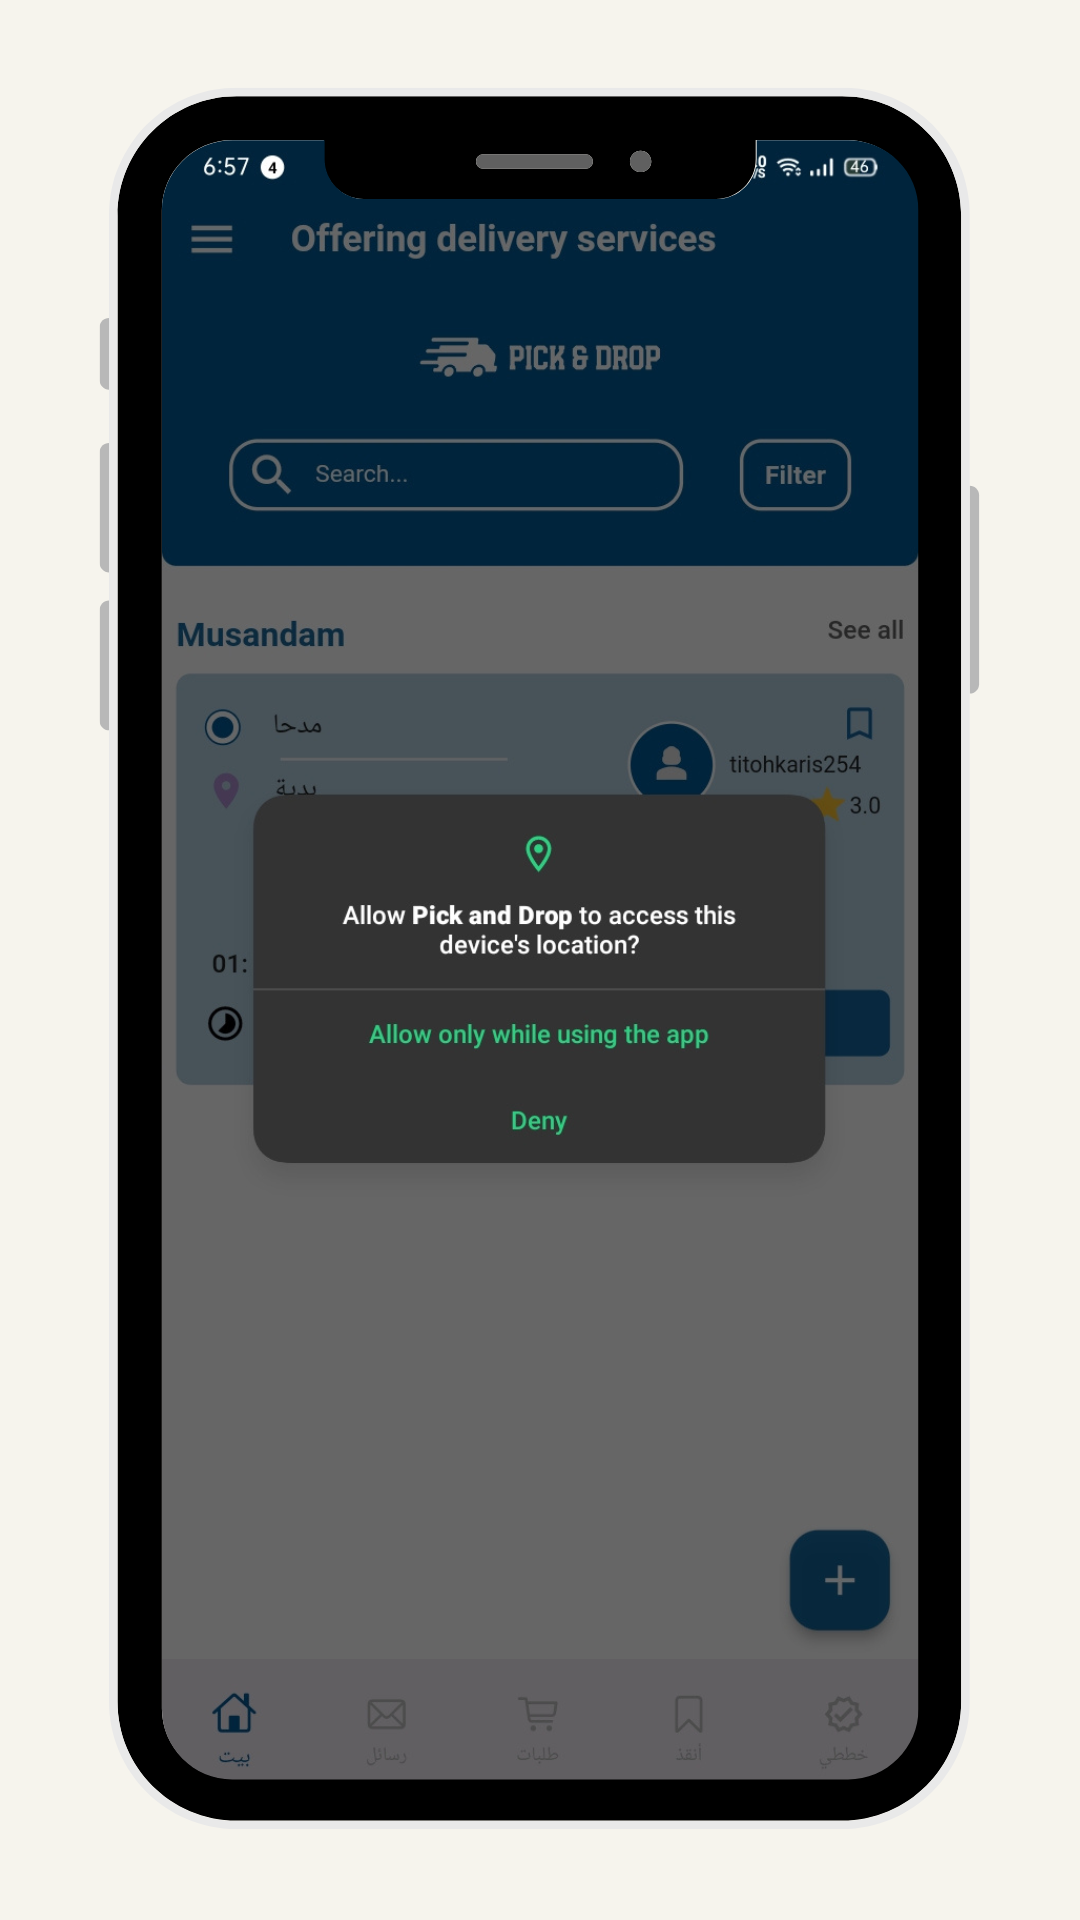 6:57 4
46
Offering delivery services
PICK & DROP
Search...
Filter
Musandam
See all
مدحا
titohkaris254
بدية
3.0
Allow Pick and Drop to access this
device's location?
01:
Allow only while using the app
Deny
+
بيت
رسائل
طلبات
أنقذ
خططي